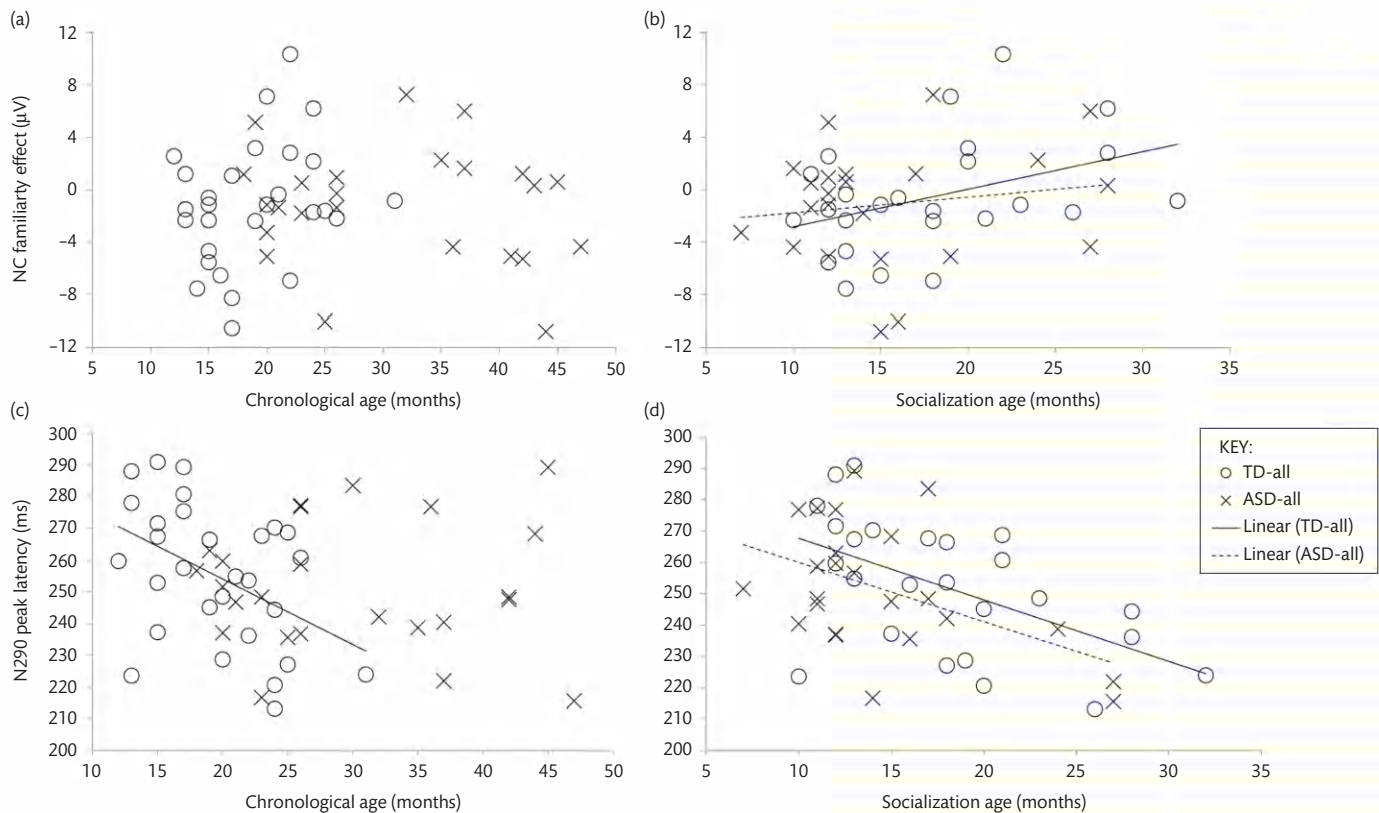 (a)
12
8
4
0
−4
−8
−12
NC familiarty effect (µV)
5 10 15 20 25 30 35 40 45 50
Chronological age (months)
(b)
12
8
4
0
−4
−8
−12
5 10 15 20 25 30 35
Socialization age (months)
(c)
300
290
280
270
260
250
240
230
220
210
200
N290 peak latency (ms)
10 15 20 25 30 35 40 45 50
Chronological age (months)
(d)
300
290
280
270
260
250
240
230
220
210
200
5 10 15 20 25 30 35
Socialization age (months)
KEY:
TD-all
ASD-all
Linear (TD-all)
Linear (ASD-all)